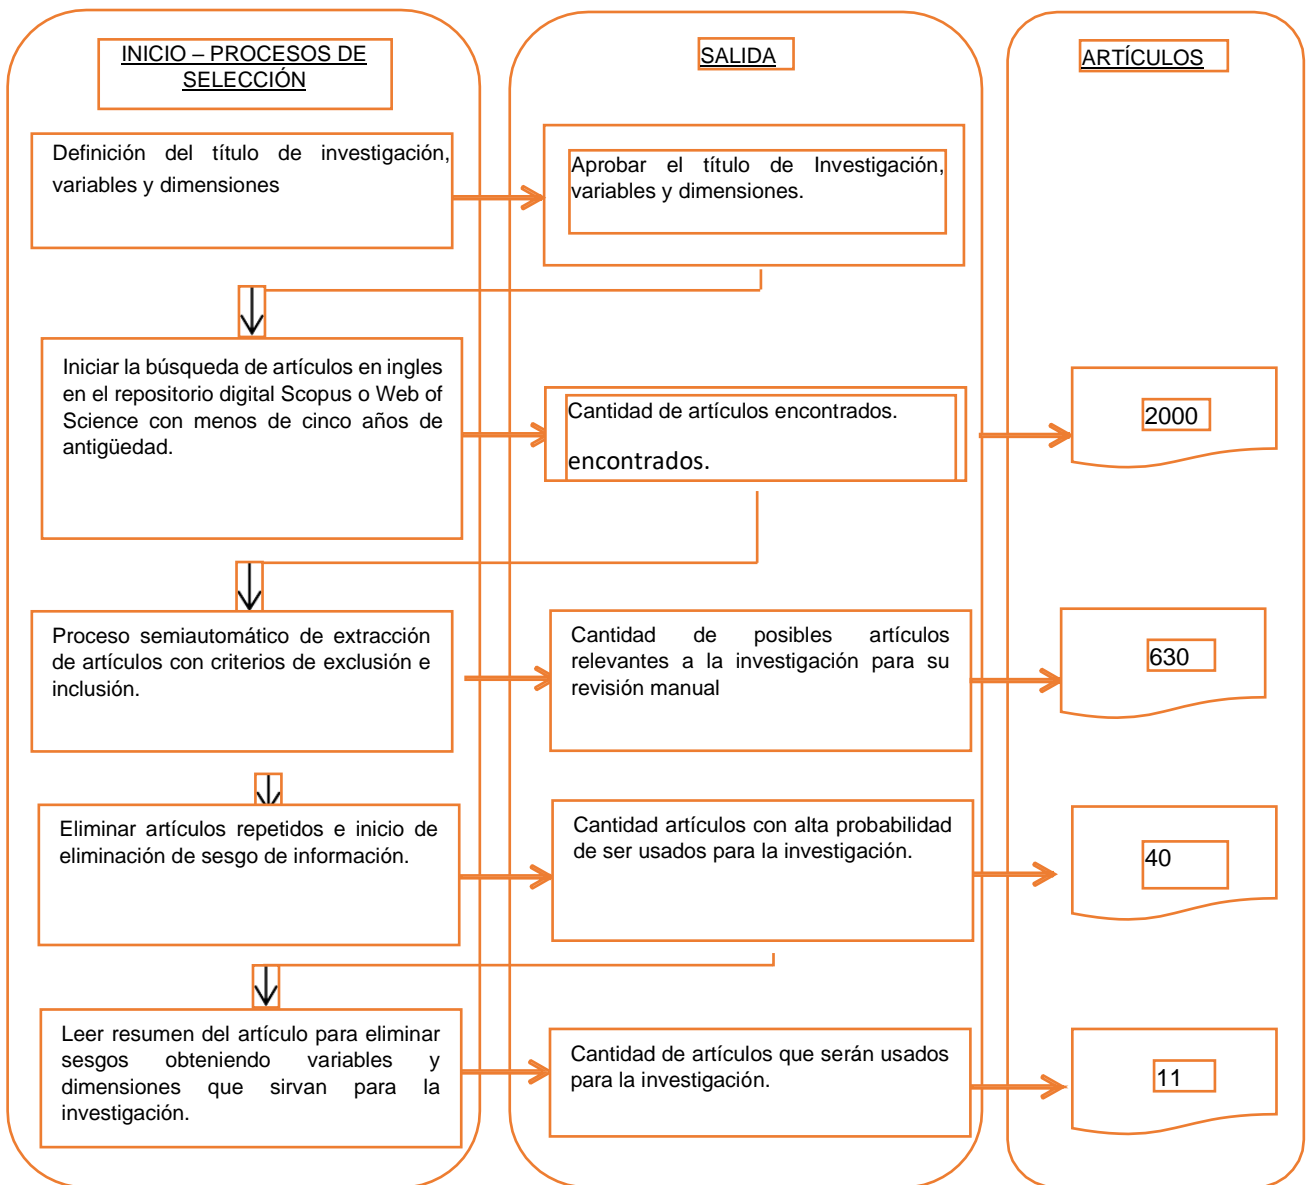 INICIO – PROCESOS DE
SELECCIÓN
SALIDA
ARTÍCULOS
Definición del título de investigación,
variables y dimensiones
Aprobar el título de Investigación,
variables y dimensiones.
Iniciar la búsqueda de artículos en ingles
en el repositorio digital Scopus o Web of
Science con menos de cinco años de
antigüedad.
Cantidad de artículos encontrados.
encontrados.
2000
Proceso semiautomático de extracción
de artículos con criterios de exclusión e
inclusión.
Cantidad de posibles artículos
relevantes a la investigación para su
revisión manual
630
Eliminar artículos repetidos e inicio de
eliminación de sesgo de información.
Cantidad artículos con alta probabilidad
de ser usados para la investigación.
40
Leer resumen del artículo para eliminar
sesgos obteniendo variables y
dimensiones que sirvan para la
investigación.
Cantidad de artículos que serán usados
para la investigación.
11